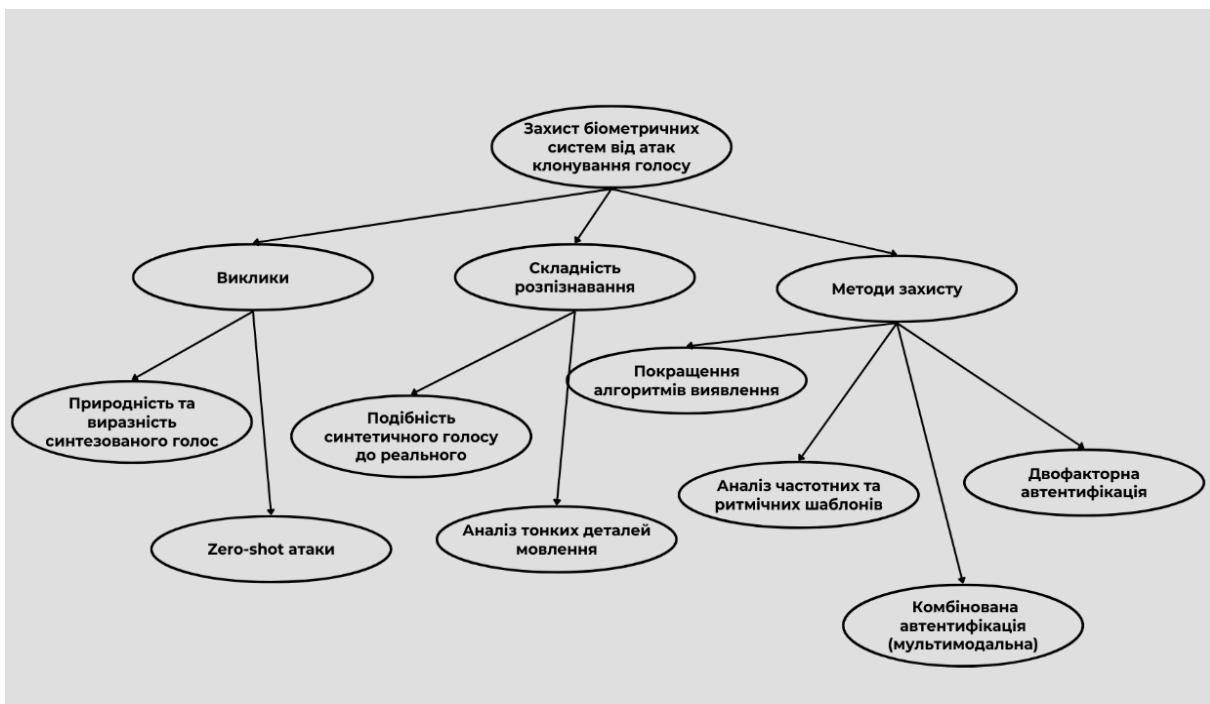 Захист біометричних
систем від атак
клонування голосу
Виклики
Складність
розпізнавання
Методи захисту
Природність та
виразність
синтезованого голос
Zero-shot атаки
Подібність
синтетичного голосу
до реального
Аналіз тонких деталей
мовлення
Покращення
алгоритмів виявлення
Аналіз частотних та
ритмічних шаблонів
Комбінована
автентифікація
(мультимодальна)
Двофакторна
автентифікація